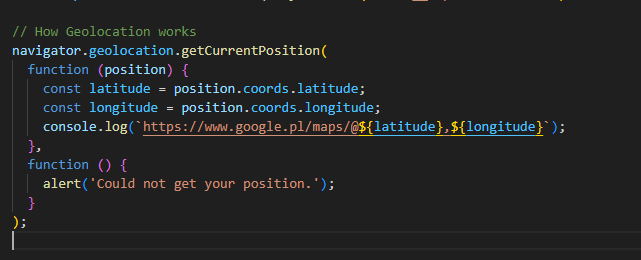 // How Geolocation works
navigator.geolocation.getCurrentPosition(
  function (position) {
    const latitude = position.coords.latitude;
    const longitude = position.coords.longitude;
    console.log(`https://www.google.pl/maps/@${latitude},${longitude}`);
  },
  function () {
    alert('Could not get your position.');
  }
);